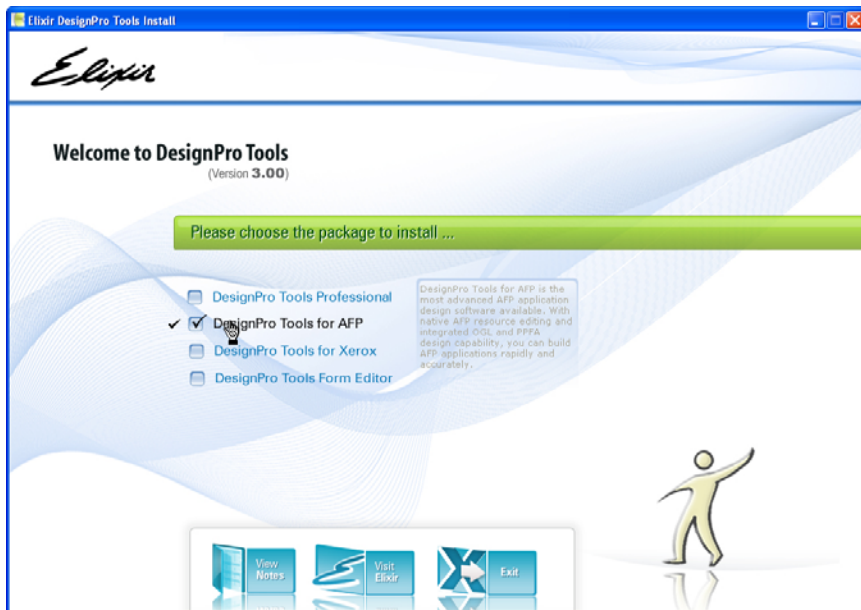 Elixir DesignPro Tools Install
Elixir
Welcome to DesignPro Tools
(Version 3.00)
Please choose the package to install ...
DesignPro Tools Professional
DesignPro Tools for AFP
DesignPro Tools for Xerox
DesignPro Tools Form Editor
DesignPro Tools for AFP is the
most advanced AFP application
design software available. With
native AFP resource editing and
integrated OGL and PPFA
design capability, you can build
AFP applications rapidly and
accurately.
View
Notes
Visit
Elixir
Exit